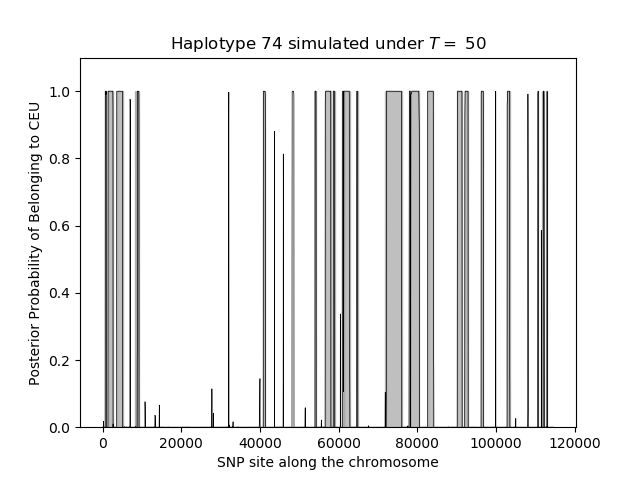 Haplotype 74 simulated under T = 50
Posterior Probability of Belonging to CEU
1.0
0.8
0.6
0.4
0.2
0.0
0 20000 40000 60000 80000 100000 120000
SNP site along the chromosome